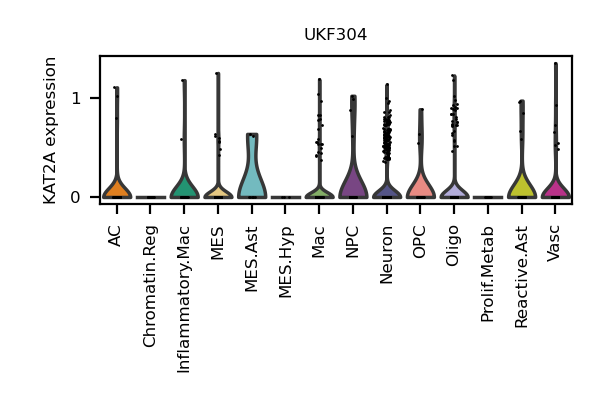 UKF304
KAT2A expression
1
0
AC
Chromatin.Reg
Inflammatory.Mac
MES
MES.Ast
MES.Hyp
Mac
NPC
Neuron
OPC
Oligo
Prolif.Metab
Reactive.Ast
Vasc